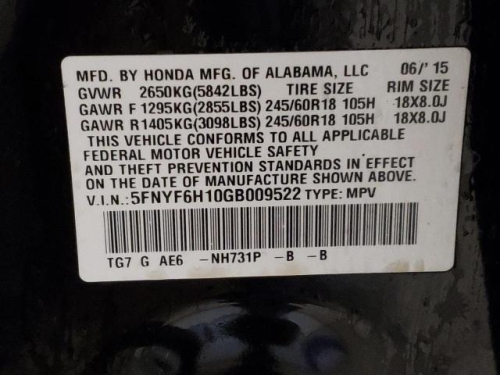 MFD. BY HONDA MFG. OF ALABAMA, LLC 06/'15
GVWR 2650KG(5842LBS) TIRE SIZE RIM SIZE
GAWR F 1295KG(2855LBS) 245/60R18 105H 18X8.0J
GAWR R1405KG(3098LBS) 245/60R18 105H 18X8.0J
THIS VEHICLE CONFORMS TO ALL APPLICABLE
FEDERAL MOTOR VEHICLE SAFETY
AND THEFT PREVENTION STANDARDS IN EFFECT
ON THE DATE OF MANUFACTURE SHOWN ABOVE.
V.I.N.:5FNYF6H10GB009522 TYPE: MPV
TG7 G AE6 -NH731P -B -B